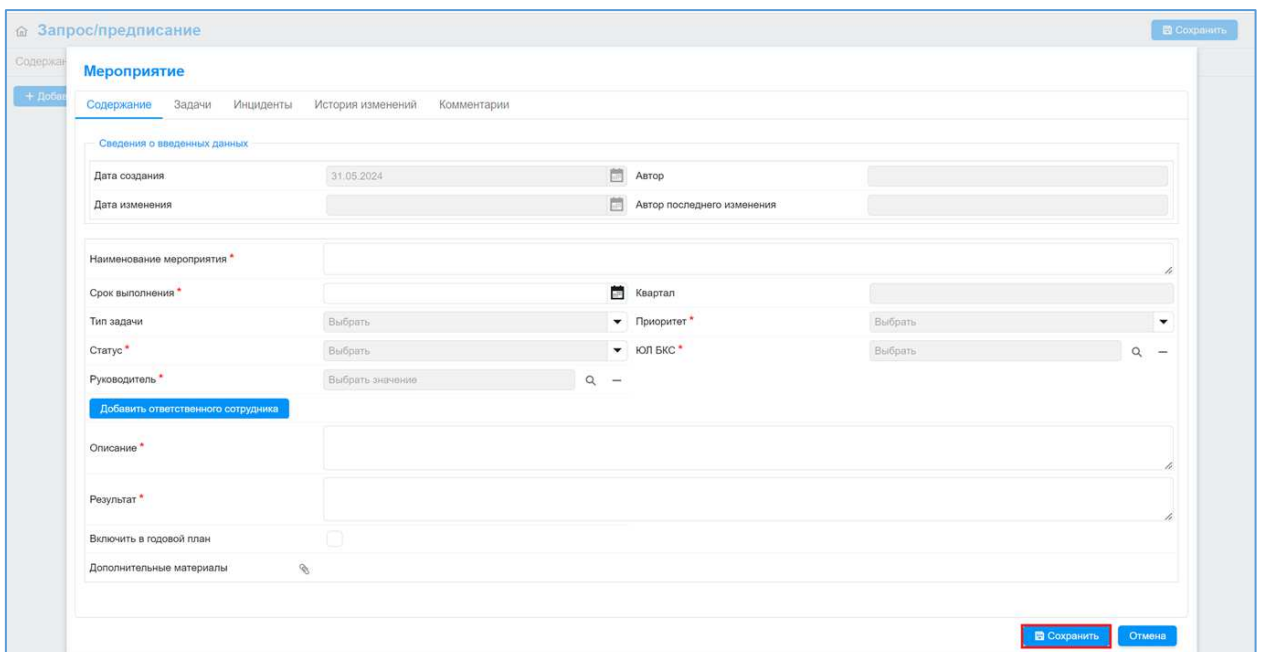 Запрос/предписание
Сохранить
Содержан
+ Добав
Мероприятие
Содержание Задачи Инциденты История изменений Комментарии
Сведения о введенных данных
Дата создания 31.05.2024 Автор
Дата изменения Автор последнего изменения
Наименование мероприятия *
Срок выполнения * Квартал
Тип задачи Выбрать Приоритет * Выбрать
Статус * Выбрать ЮЛ БКС * Выбрать
Руководитель * Выбрать значение
Добавить ответственного сотрудника
Описание *
Результат *
Включить в годовой план
Дополнительные материалы
Сохранить Отмена